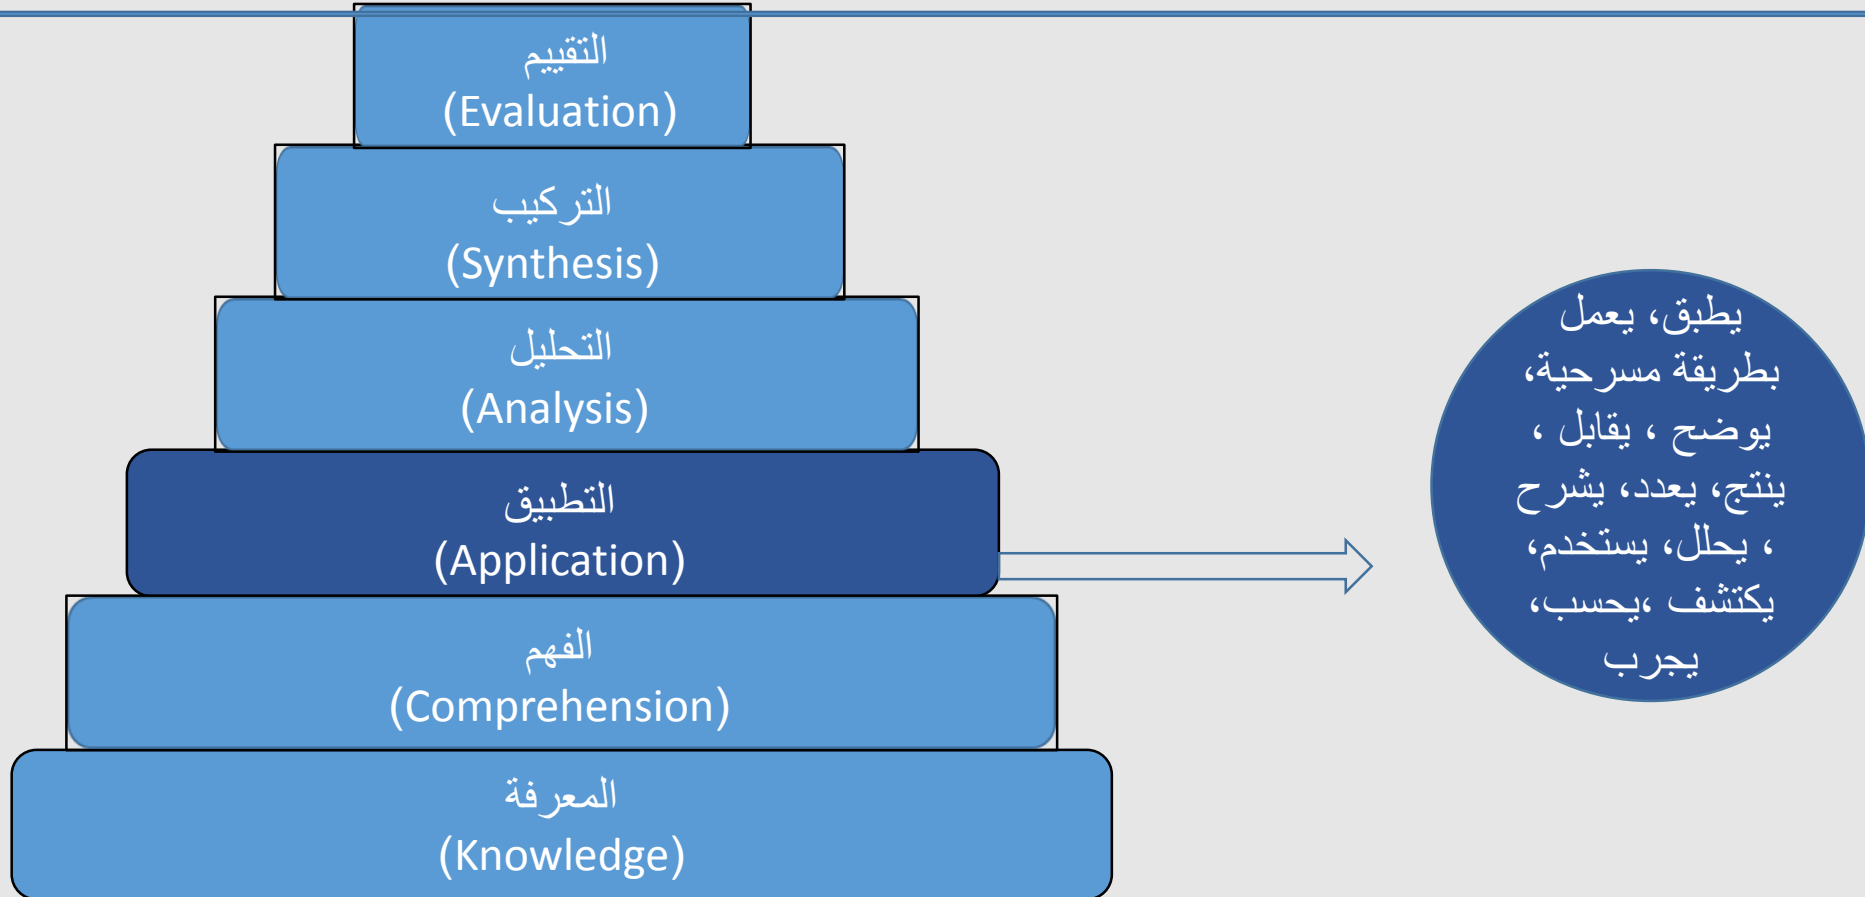 التقييم
(Evaluation)
التركيب
(Synthesis)
التحليل
(Analysis)
التطبيق
(Application)
الفهم
(Comprehension)
المعرفة
(Knowledge)
يطبق، يعمل
بطريقة مسرحية،
يوضح ، يقابل ،
ينتج، يعدد، يشرح
، يحلل، يستخدم،
يكتشف ،يحسب،
يجرب